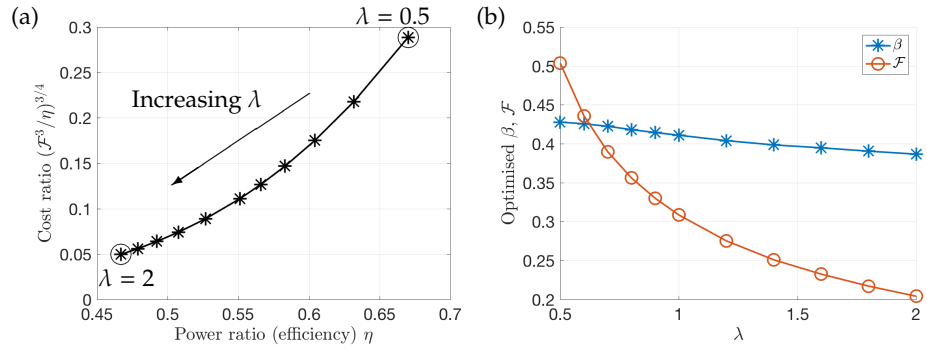 (a)
λ = 0.5
0.3
0.25
0.2
0.15
0.1
0.05
0
Cost ratio (ℱ³/η)^{3/4}
Increasing λ
λ = 2
0.45
0.5
0.55
0.6
0.65
0.7
Power ratio (efficiency) η
(b)
0.55
0.5
0.45
0.4
0.35
0.3
0.25
0.2
Optimised β, ℱ
β
ℱ
0.5
1
1.5
2
λ